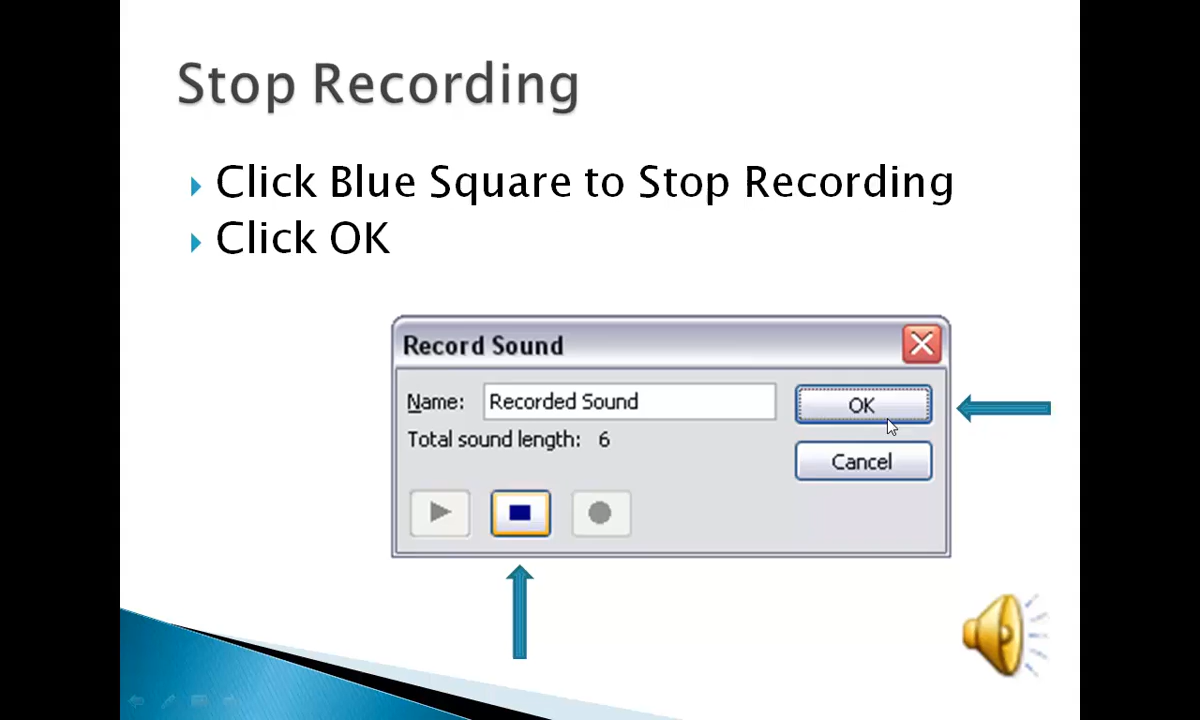 Stop Recording
Click Blue Square to Stop Recording
Click OK
Record Sound
Name: Recorded Sound
OK
Total sound length: 6
Cancel